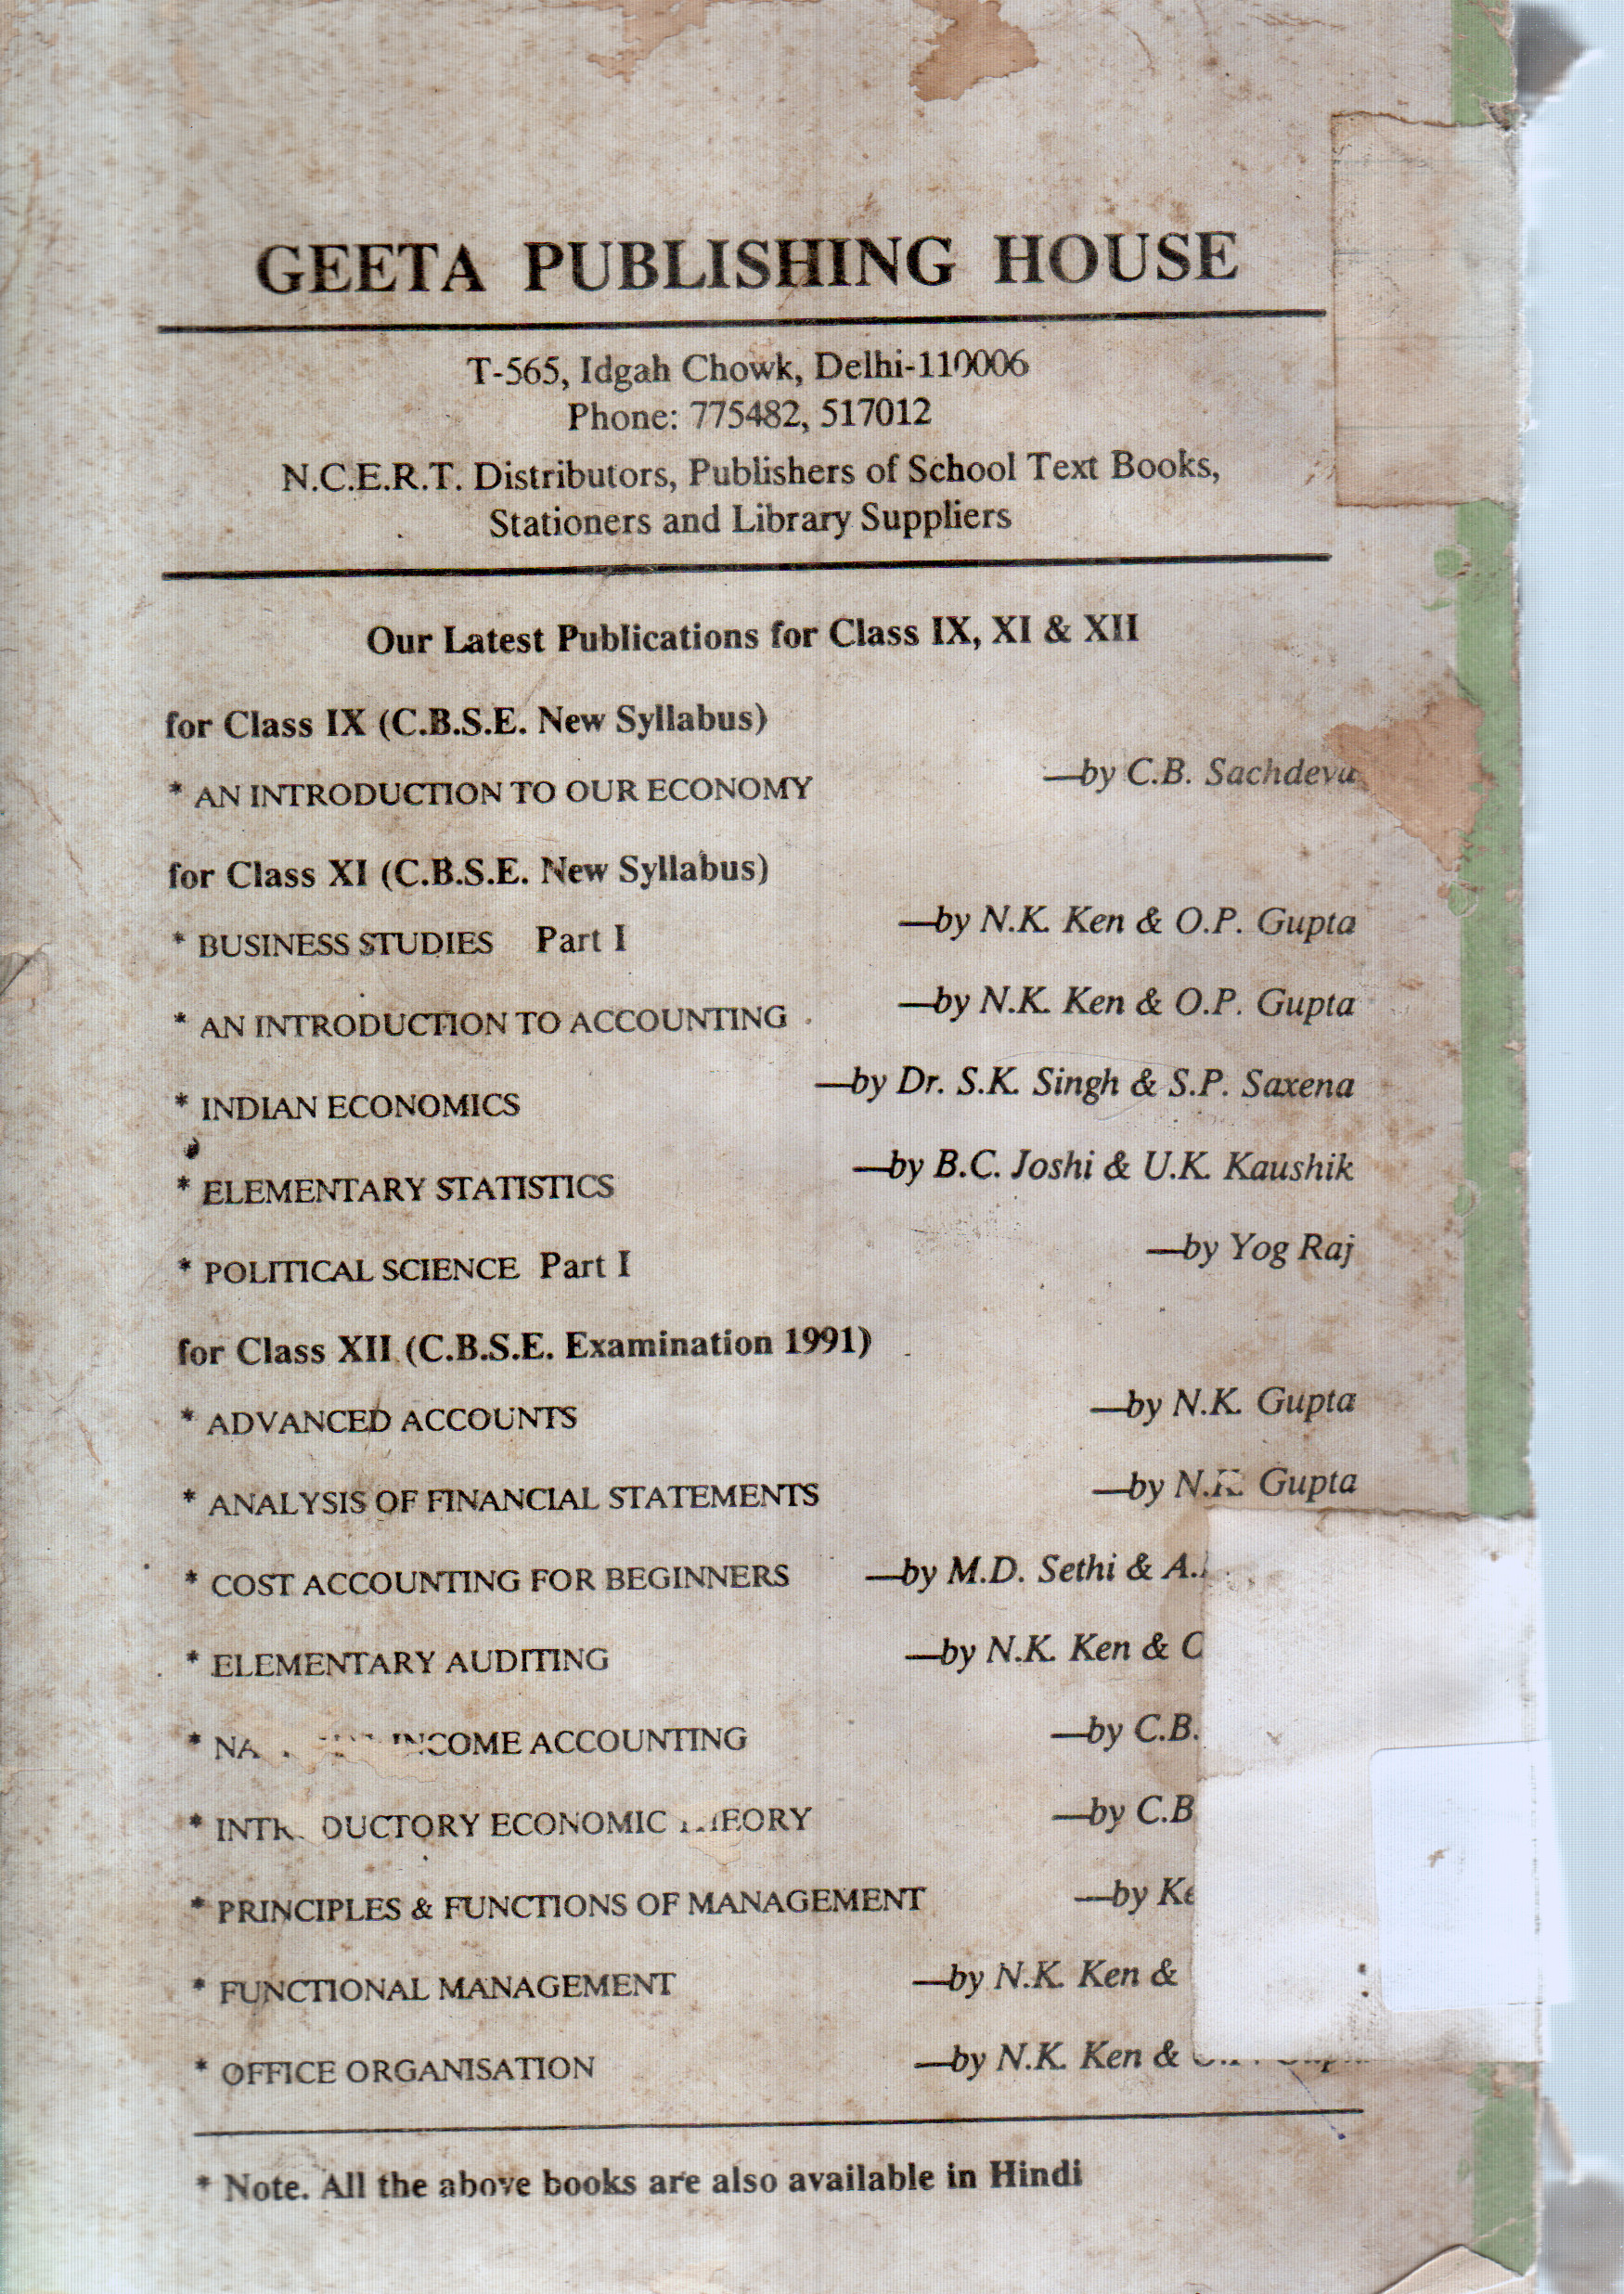 GEETA PUBLISHING HOUSE
T-565, Idgah Chowk, Delhi-110006
Phone: 775482, 517012
N.C.E.R.T. Distributors, Publishers of School Text Books,
Stationers and Library Suppliers
Our Latest Publications for Class IX, XI & XII
for Class IX (C.B.S.E. New Syllabus)
* AN INTRODUCTION TO OUR ECONOMY —by C.B. Sachdeva
for Class XI (C.B.S.E. New Syllabus)
* BUSINESS STUDIES Part I —by N.K. Ken & O.P. Gupta
* AN INTRODUCTION TO ACCOUNTING —by N.K. Ken & O.P. Gupta
* INDIAN ECONOMICS —by Dr. S.K. Singh & S.P. Saxena
* ELEMENTARY STATISTICS —by B.C. Joshi & U.K. Kaushik
* POLITICAL SCIENCE Part I —by Yog Raj
for Class XII (C.B.S.E. Examination 1991)
* ADVANCED ACCOUNTS —by N.K. Gupta
* ANALYSIS OF FINANCIAL STATEMENTS —by N.K. Gupta
* COST ACCOUNTING FOR BEGINNERS —by M.D. Sethi & A.
* ELEMENTARY AUDITING —by N.K. Ken &
* INCOME ACCOUNTING —by C.B.
* INTRODUCTORY ECONOMIC THEORY —by C.B
* PRINCIPLES & FUNCTIONS OF MANAGEMENT —by
* FUNCTIONAL MANAGEMENT —by N.K. Ken &
* OFFICE ORGANISATION —by N.K. Ken &
* Note. All the above books are also available in Hindi